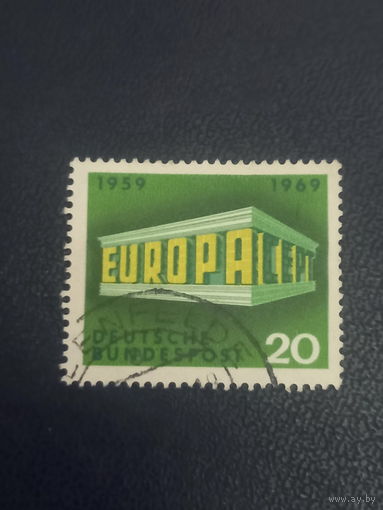 1959 1969
EUROPA CEPT
DEUTSCHE
BUNDESPOST
20
www.ay.by